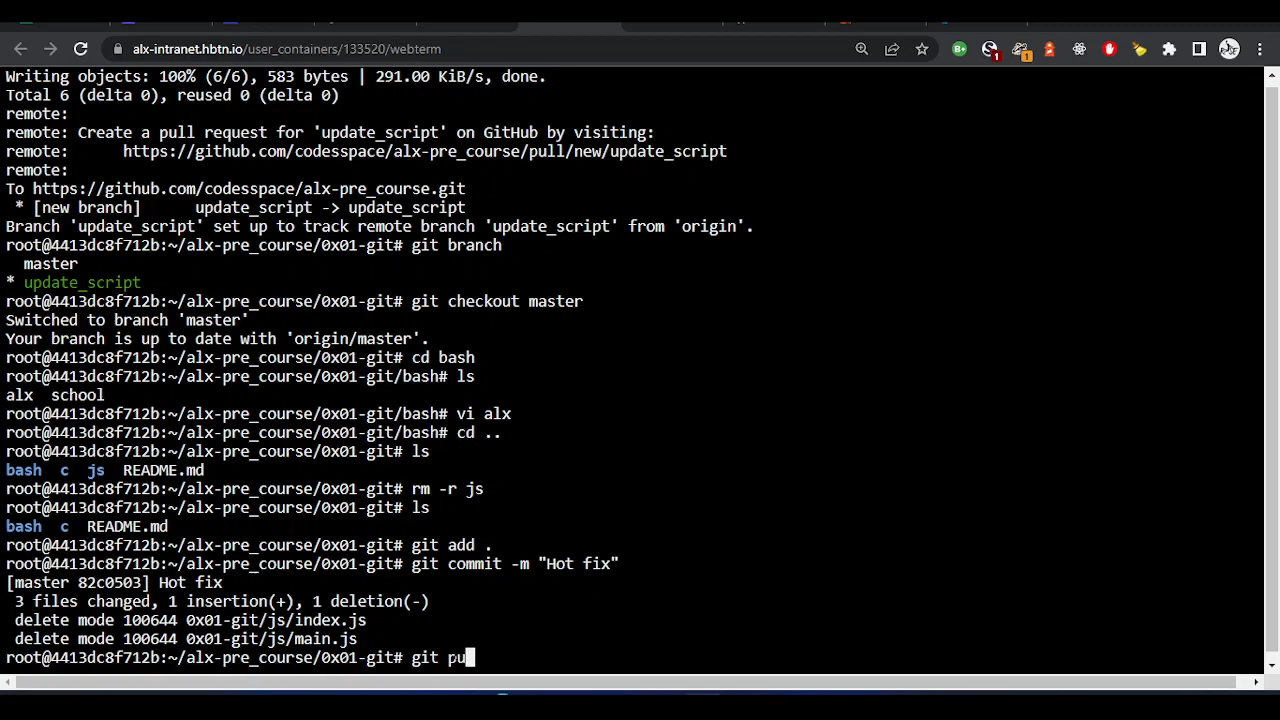 alx-intranet.hbtn.io/user_containers/133520/webterm
Writing objects: 100% (6/6), 583 bytes | 291.00 KiB/s, done.
Total 6 (delta 0), reused 0 (delta 0)
remote:
remote: Create a pull request for 'update_script' on GitHub by visiting:
remote:      https://github.com/codesspace/alx-pre_course/pull/new/update_script
remote:
To https://github.com/codesspace/alx-pre_course.git
 * [new branch]      update_script -> update_script
Branch 'update_script' set up to track remote branch 'update_script' from 'origin'.
root@4413dc8f712b:~/alx-pre_course/0x01-git# git branch
  master
* update_script
root@4413dc8f712b:~/alx-pre_course/0x01-git# git checkout master
Switched to branch 'master'
Your branch is up to date with 'origin/master'.
root@4413dc8f712b:~/alx-pre_course/0x01-git# cd bash
root@4413dc8f712b:~/alx-pre_course/0x01-git/bash# ls
alx  school
root@4413dc8f712b:~/alx-pre_course/0x01-git/bash# vi alx
root@4413dc8f712b:~/alx-pre_course/0x01-git/bash# cd ..
root@4413dc8f712b:~/alx-pre_course/0x01-git# ls
bash  c  js  README.md
root@4413dc8f712b:~/alx-pre_course/0x01-git# rm -r js
root@4413dc8f712b:~/alx-pre_course/0x01-git# ls
bash  c  README.md
root@4413dc8f712b:~/alx-pre_course/0x01-git# git add .
root@4413dc8f712b:~/alx-pre_course/0x01-git# git commit -m "Hot fix"
[master 82c0503] Hot fix
 3 files changed, 1 insertion(+), 1 deletion(-)
 delete mode 100644 0x01-git/js/index.js
 delete mode 100644 0x01-git/js/main.js
root@4413dc8f712b:~/alx-pre_course/0x01-git# git pu